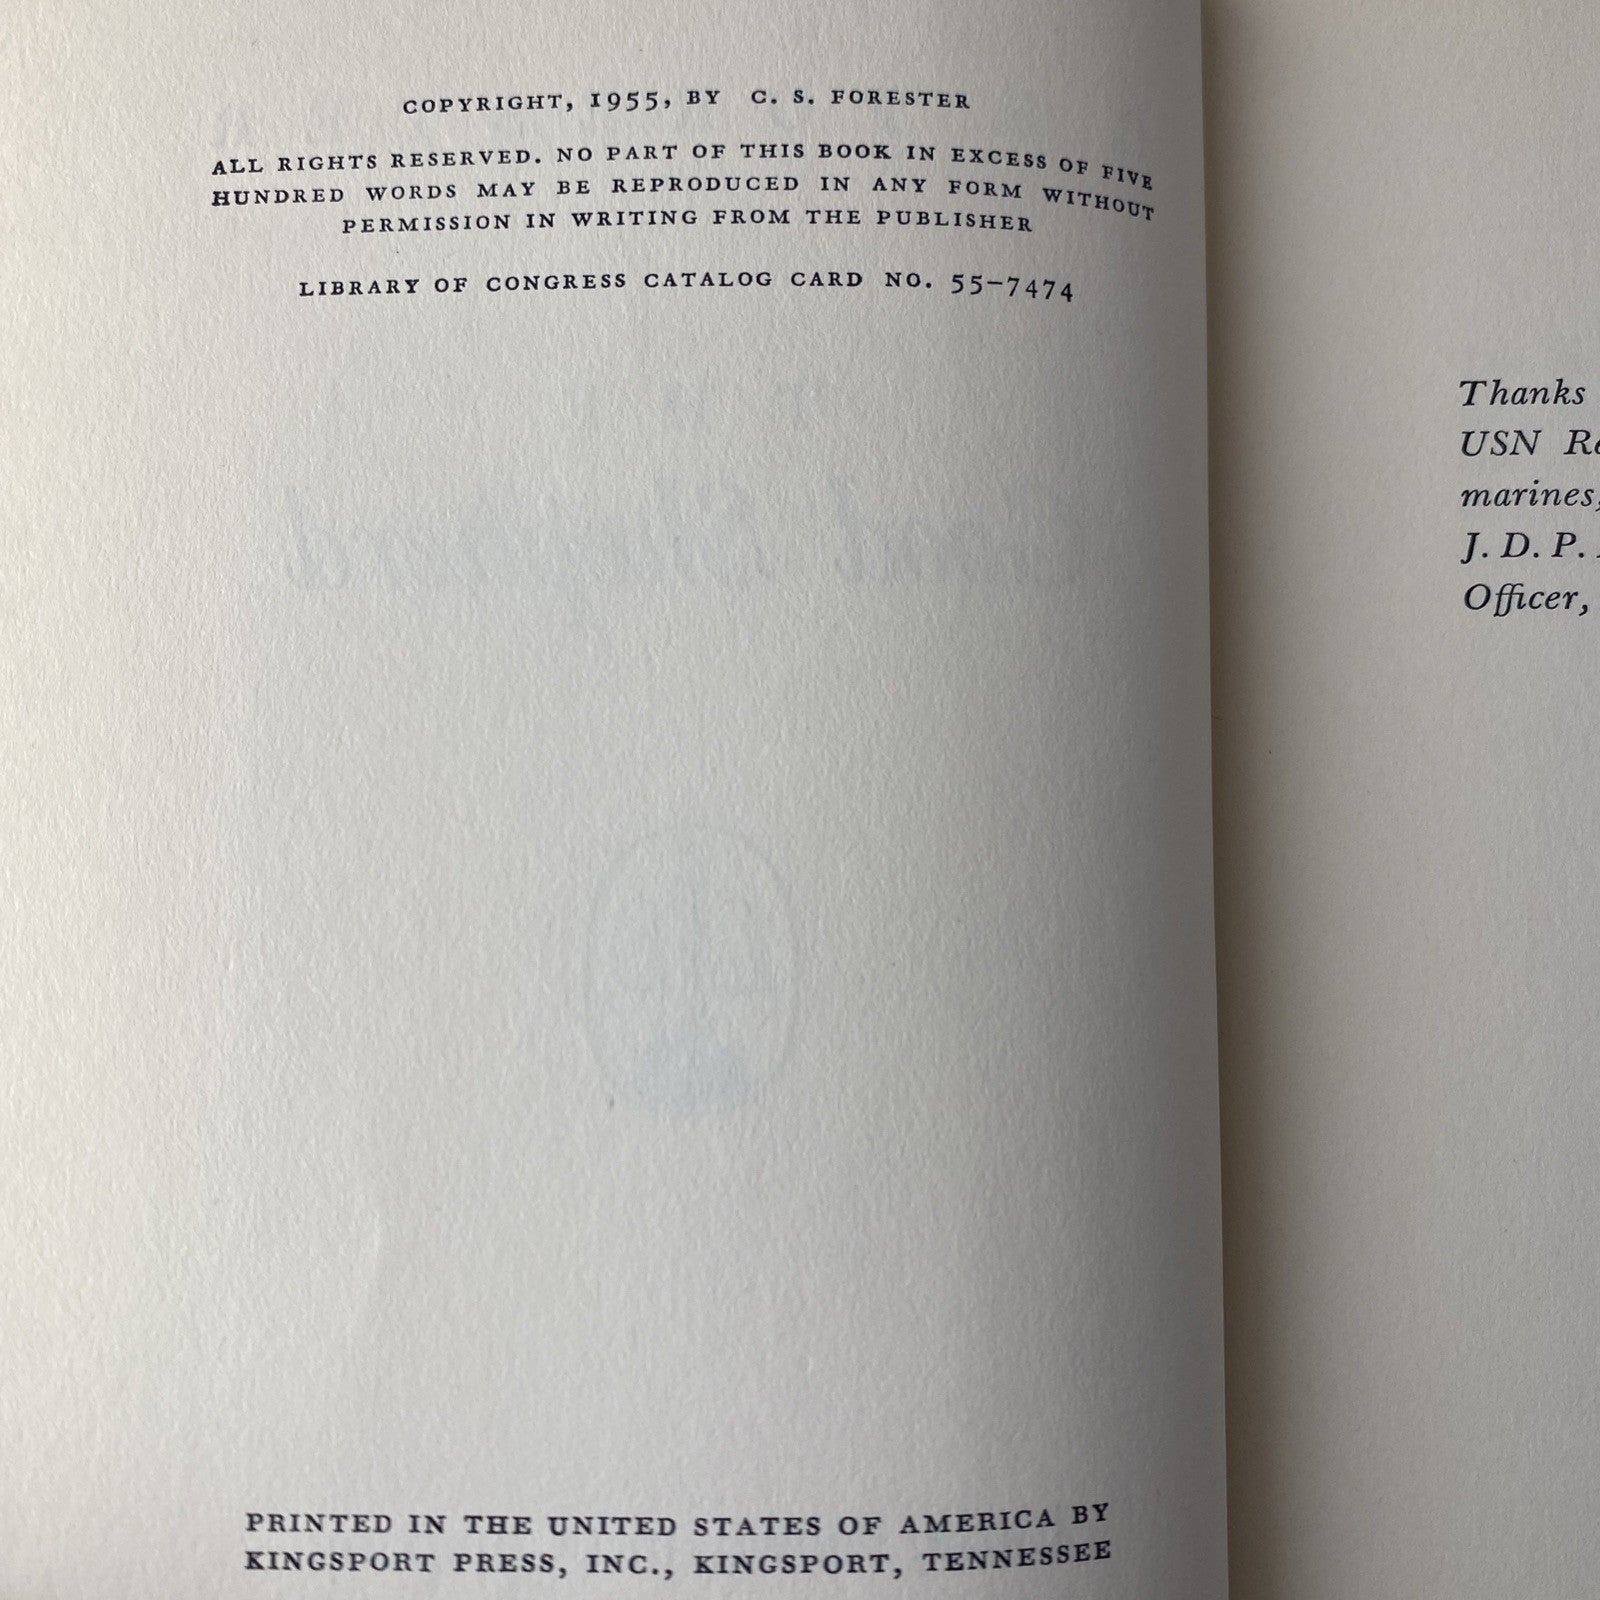 COPYRIGHT, 1955, BY C. S. FORESTER
ALL RIGHTS RESERVED. NO PART OF THIS BOOK IN EXCESS OF FIVE
HUNDRED WORDS MAY BE REPRODUCED IN ANY FORM WITHOUT
PERMISSION IN WRITING FROM THE PUBLISHER
LIBRARY OF CONGRESS CATALOG CARD NO. 55-7474
PRINTED IN THE UNITED STATES OF AMERICA BY
KINGSPORT PRESS, INC., KINGSPORT, TENNESSEE
Thanks
USN
marines,
J. D. P.
Officer,